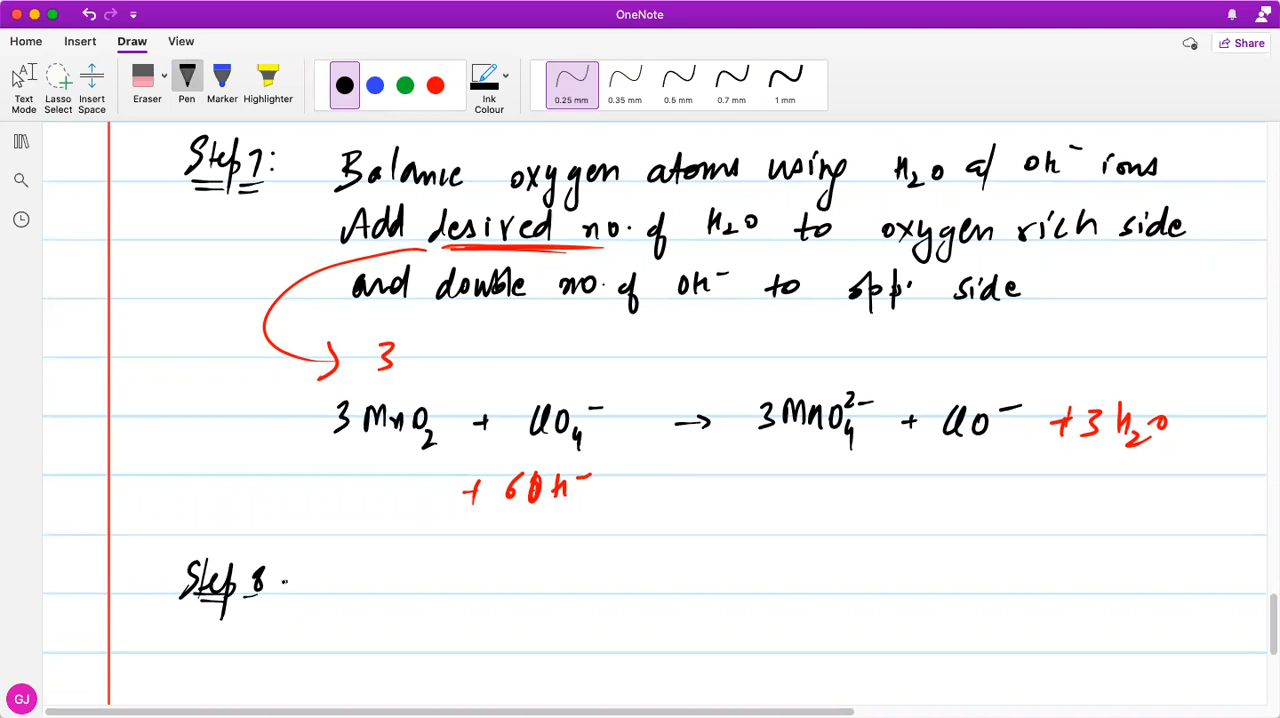 OneNote
Home Insert Draw View
Share
Text Mode
Lasso Select
Insert Space
Eraser
Pen
Marker
Highlighter
Ink Colour
0.25 mm
0.35 mm
0.5 mm
0.7 mm
1 mm
Step 7: Balance oxygen atoms using H₂O & OH⁻ ions
Add desired no. of H₂O to oxygen rich side
and double no. of OH⁻ to opp. side
3
3MnO₂ + ClO₄⁻ → 3MnO₄²⁻ + ClO⁻ + 3H₂O
+ 6OH⁻
Step 8.
GJ